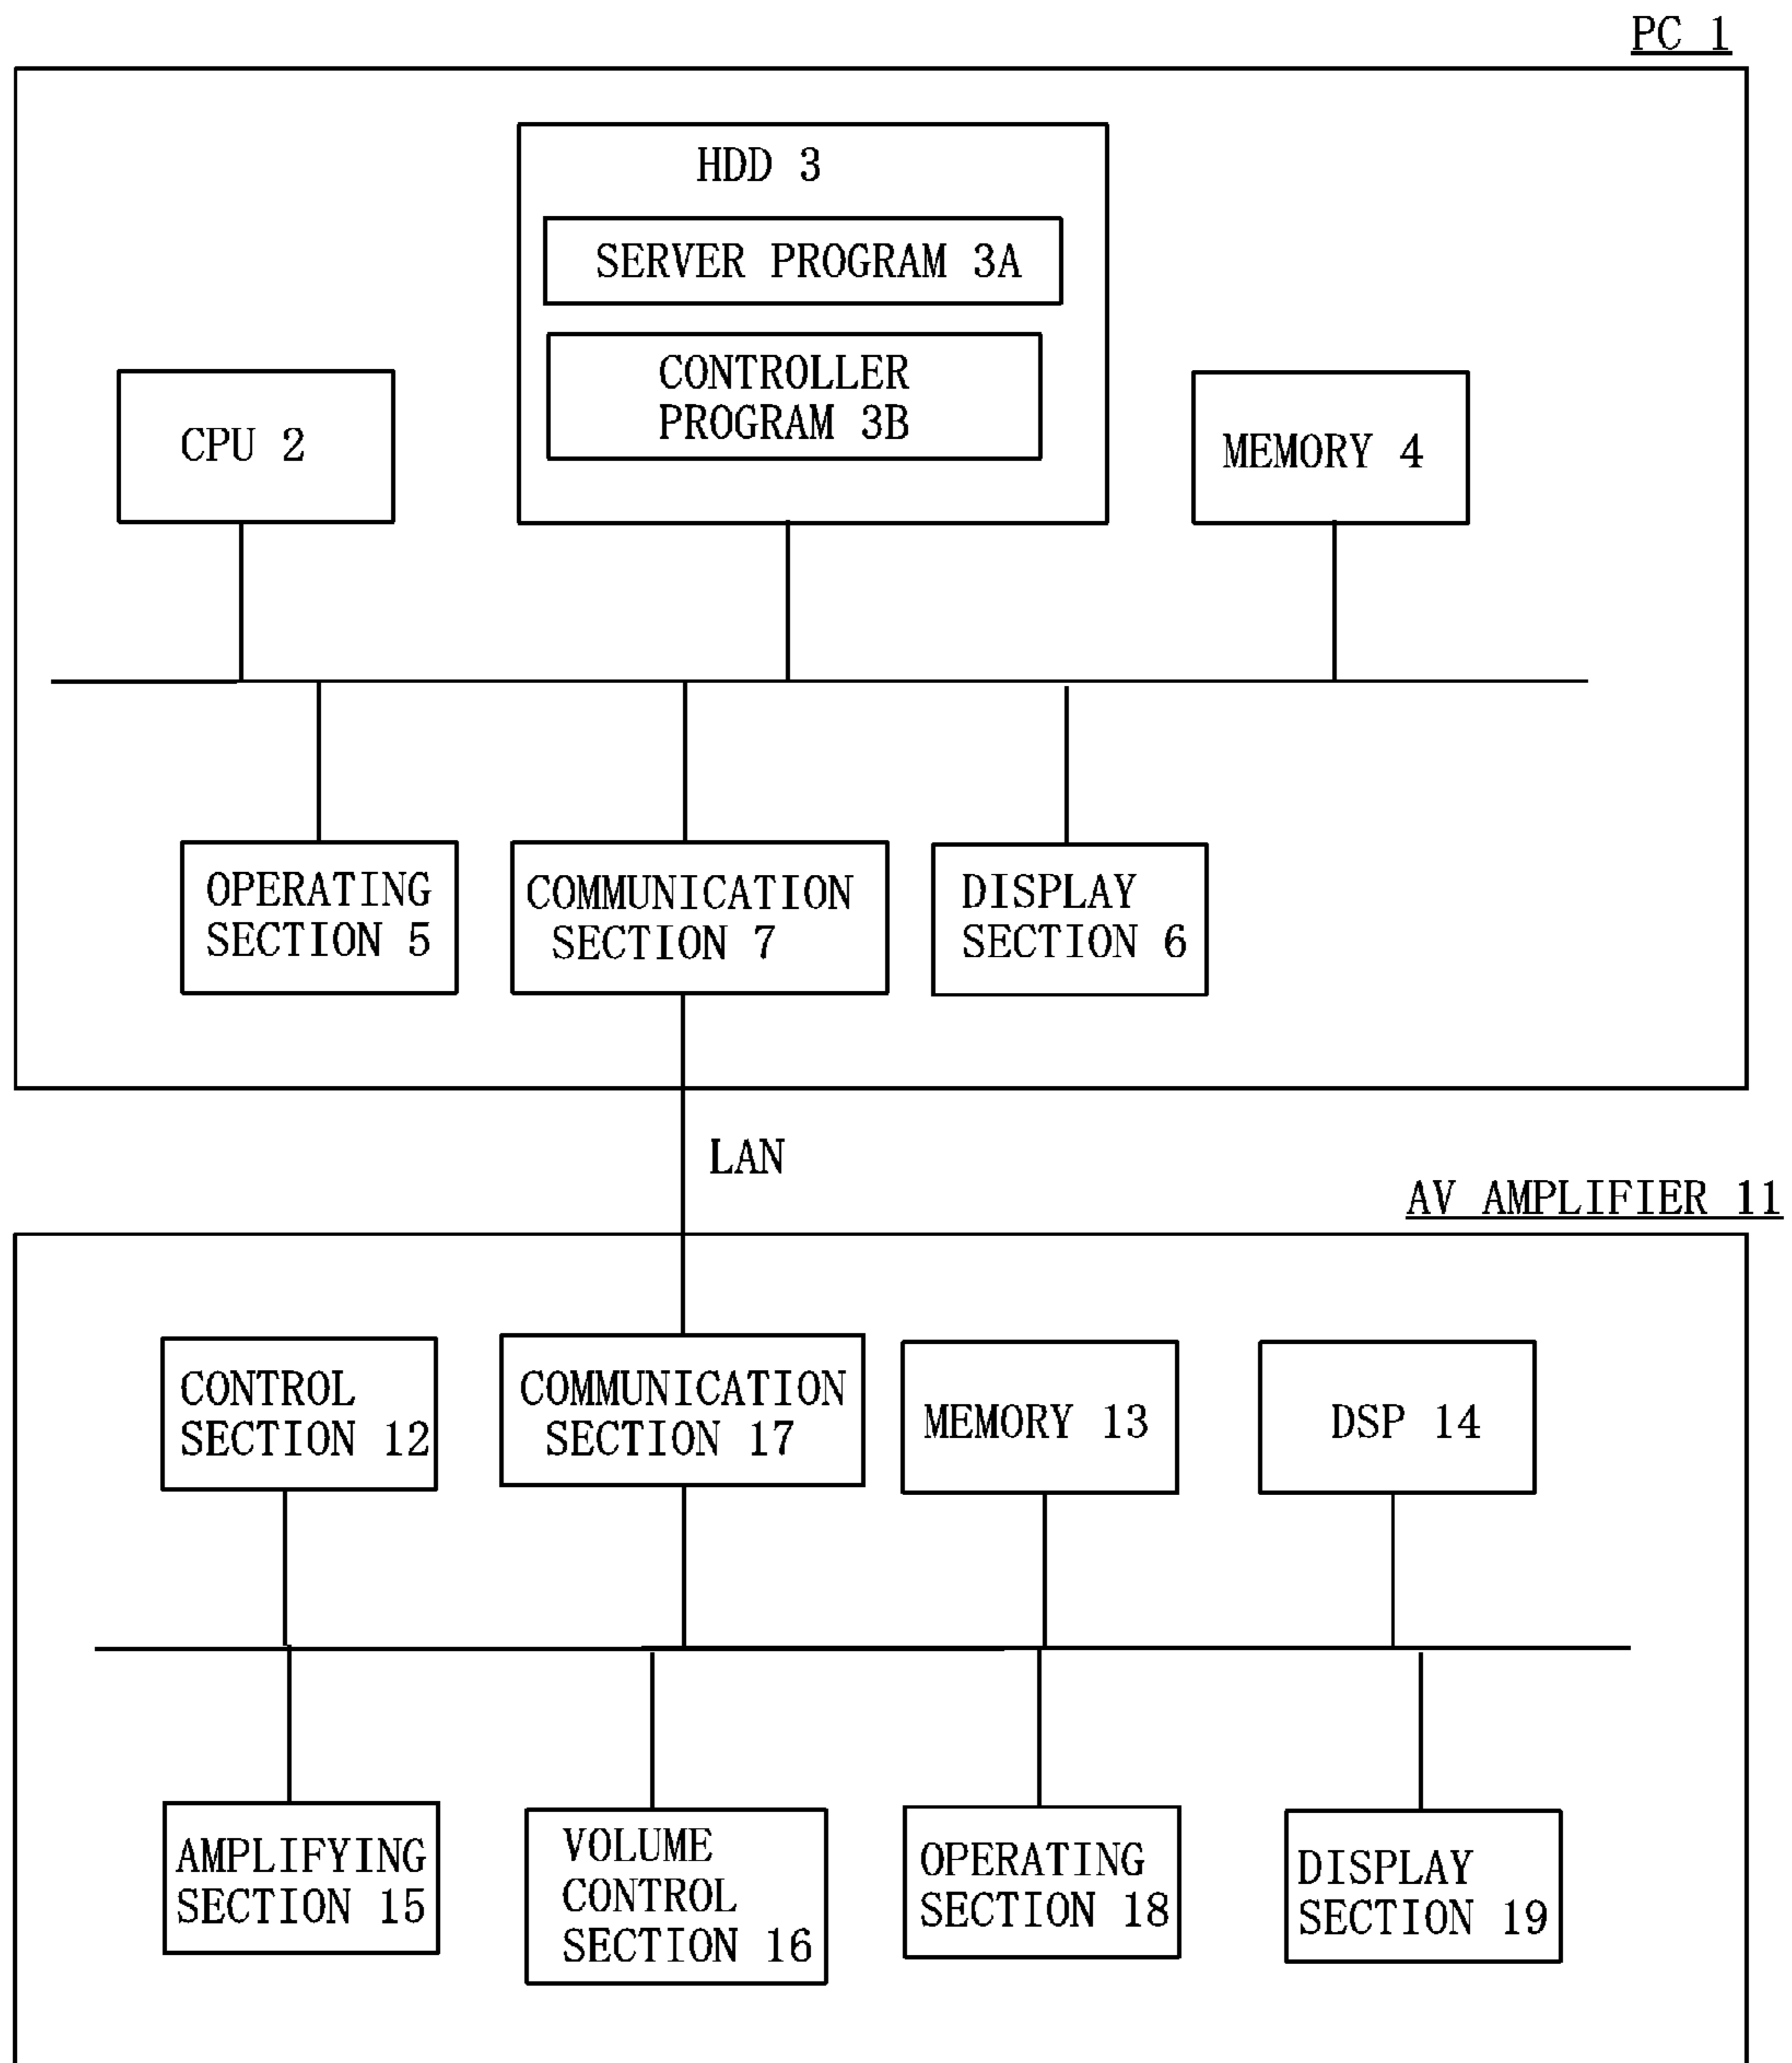 PC 1
HDD 3
SERVER PROGRAM 3A
CONTROLLER
PROGRAM 3B
CPU 2
MEMORY 4
OPERATING
SECTION 5
COMMUNICATION
SECTION 7
DISPLAY
SECTION 6
LAN
AV AMPLIFIER 11
CONTROL
SECTION 12
COMMUNICATION
SECTION 17
MEMORY 13
DSP 14
AMPLIFYING
SECTION 15
VOLUME
CONTROL
SECTION 16
OPERATING
SECTION 18
DISPLAY
SECTION 19